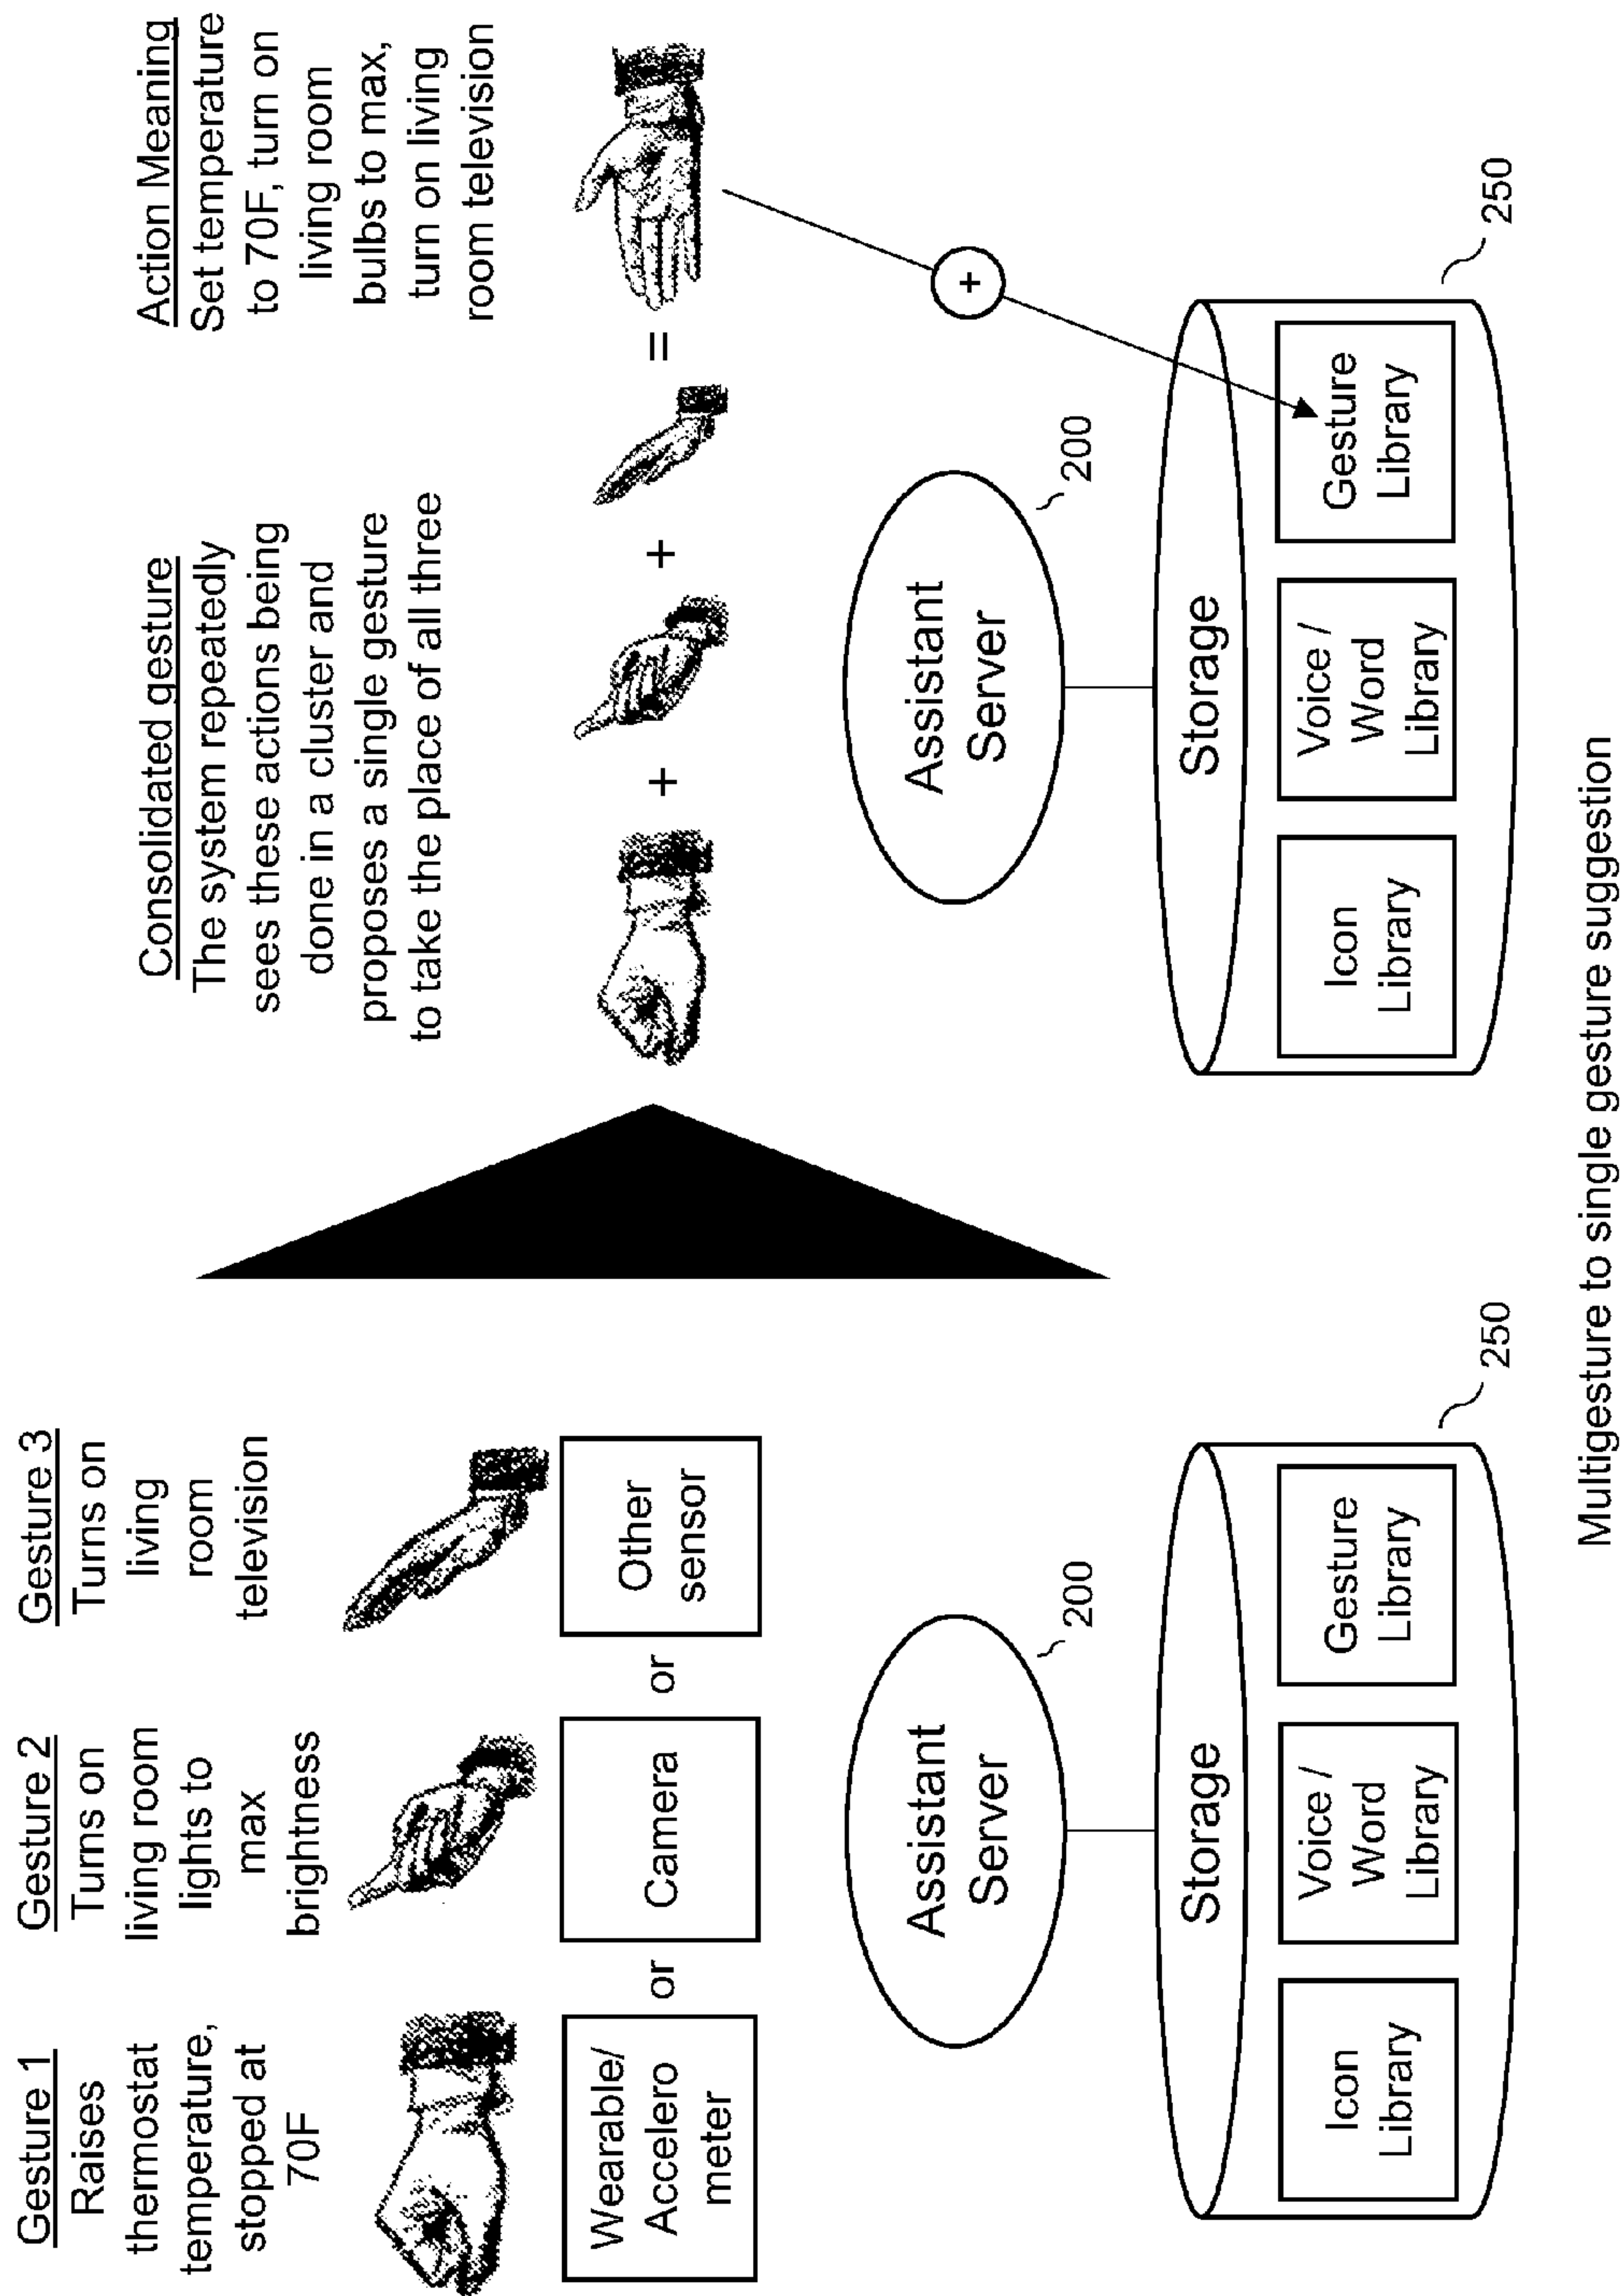 Gesture 1
Raises
thermostat
temperature,
stopped at
70F
Gesture 2
Turns on
living room
lights to
max
brightness
Gesture 3
Turns on
living
room
television
Wearable/
Accelero
meter
or
Camera
or
Other
sensor
Assistant
Server
200
Storage
250
Icon
Library
Voice /
Word
Library
Gesture
Library
Consolidated gesture
The system repeatedly
sees these actions being
done in a cluster and
proposes a single gesture
to take the place of all three
Action Meaning
Set temperature
to 70F, turn on
living room
bulbs to max,
turn on living
room television
+
+
=
+
Assistant
Server
200
Storage
250
Icon
Library
Voice /
Word
Library
Gesture
Library
Multigesture to single gesture suggestion